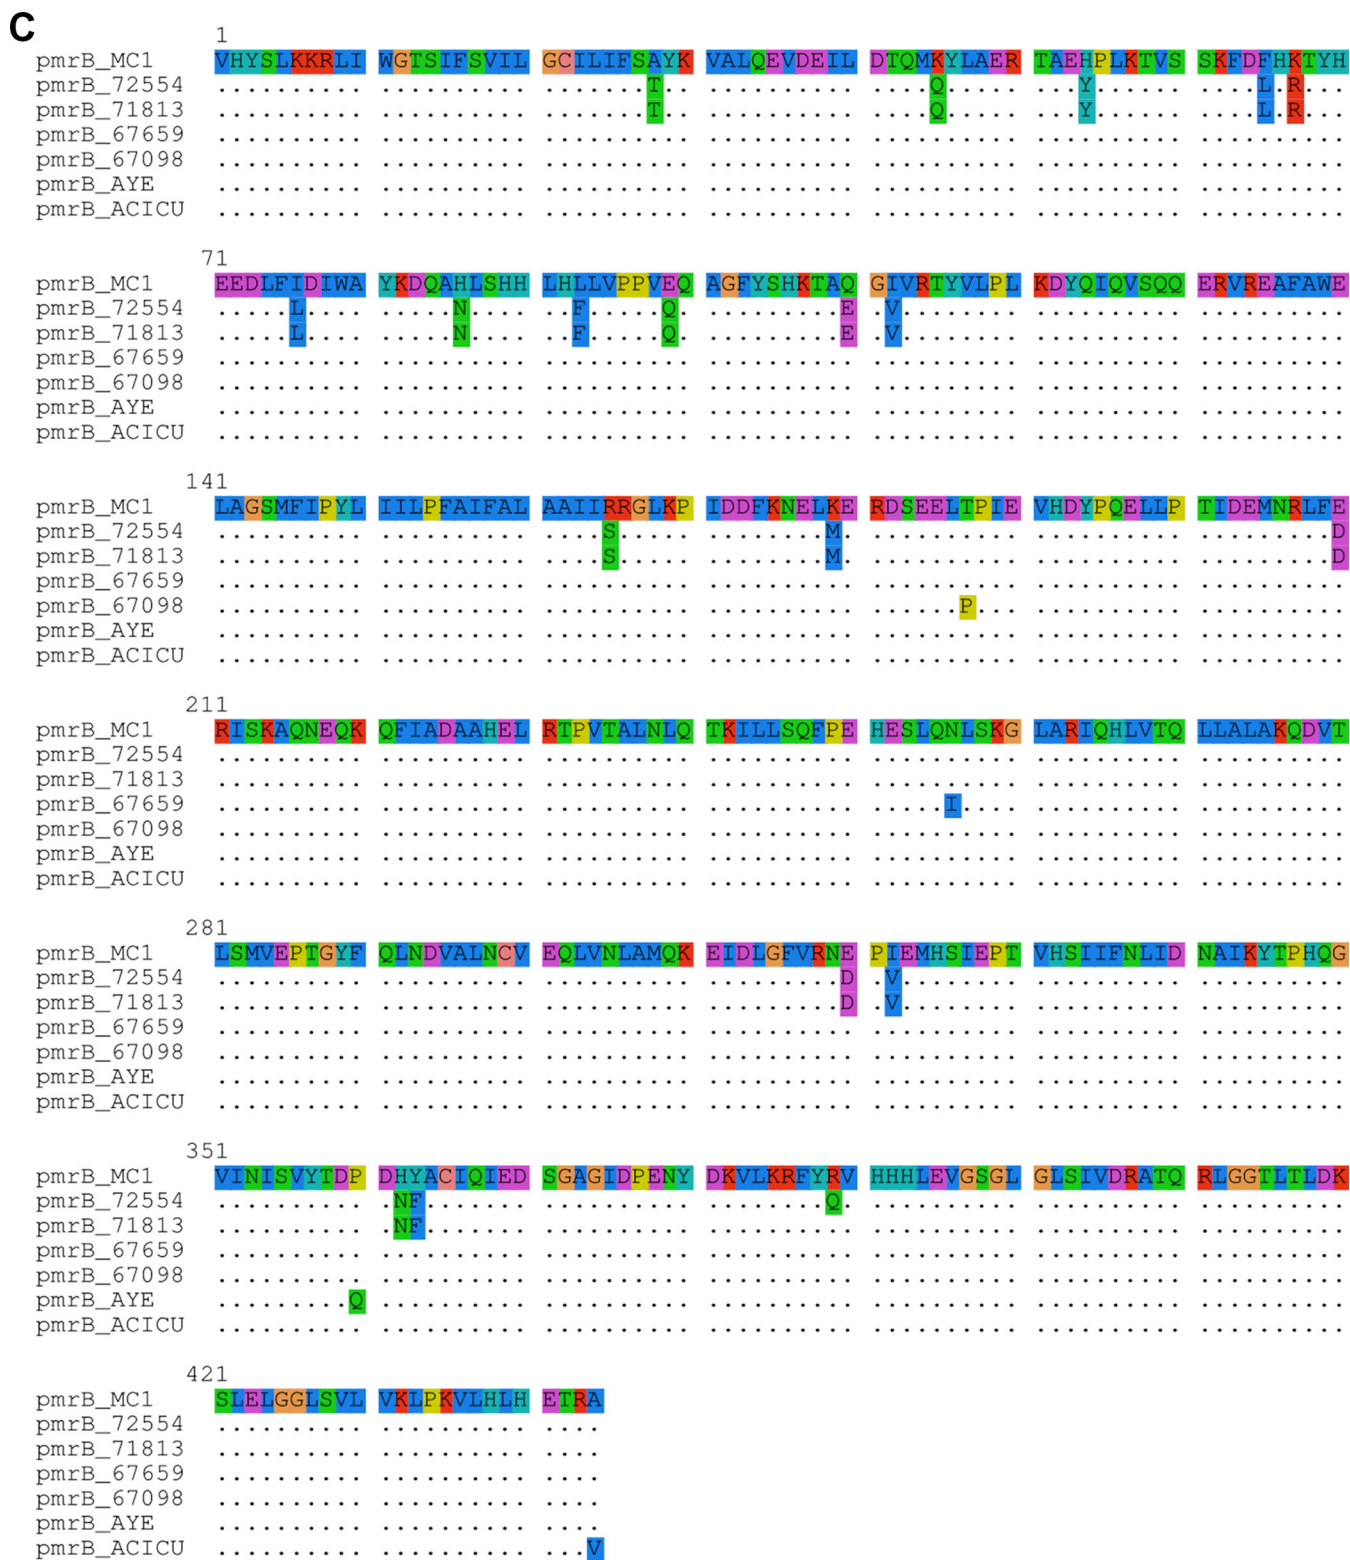 C
1
pmrB_MC1 VHYSLKKRLI WGTSIFSVIL GCILIFSAYK VALQEVDEIL DTQMKYLAER TAEHPLKTVS SKFDFHKTYH
pmrB_72554 .......... .......... .......T.. .......... ....Q..... ...Y...... ....L.R...
pmrB_71813 .......... .......... .......T.. .......... ....Q..... ...Y...... ....L.R...
pmrB_67659 .......... .......... .......... .......... .......... .......... ..........
pmrB_67098 .......... .......... .......... .......... .......... .......... ..........
pmrB_AYE .......... .......... .......... .......... .......... .......... ..........
pmrB_ACICU .......... .......... .......... .......... .......... .......... ..........
71
pmrB_MC1 EEDLFIDIWA YKDQAHLSHH LHLLVPPVEQ AGFYSHKTAQ GIVRTYVLPL KDYQIQVSQQ ERVREAFAWE
pmrB_72554 .....L.... .....N.... ..F.....Q. .........E .V........ .......... ..........
pmrB_71813 .....L.... .....N.... ..F.....Q. .........E .V........ .......... ..........
pmrB_67659 .......... .......... .......... .......... .......... .......... ..........
pmrB_67098 .......... .......... .......... .......... .......... .......... ..........
pmrB_AYE .......... .......... .......... .......... .......... .......... ..........
pmrB_ACICU .......... .......... .......... .......... .......... .......... ..........
141
pmrB_MC1 LAGSMFIPYL IILPFAIFAL AAIIRRGLKP IDDFKNELKE RDSEELTPIE VHDYPQELLP TIDEMNRLFE
pmrB_72554 .......... .......... ....S..... ........M. .......... .......... .........D
pmrB_71813 .......... .......... ....S..... ........M. .......... .......... .........D
pmrB_67659 .......... .......... .......... .......... .......... .......... ..........
pmrB_67098 .......... .......... .......... .......... ......P... .......... ..........
pmrB_AYE .......... .......... .......... .......... .......... .......... ..........
pmrB_ACICU .......... .......... .......... .......... .......... .......... ..........
211
pmrB_MC1 RISKAQNEQK QFIADAAHEL RTPVTALNLQ TKILLSQFPE HESLQNLSKG LARIQHLVTQ LLALAKQDVT
pmrB_72554 .......... .......... .......... .......... .......... .......... ..........
pmrB_71813 .......... .......... .......... .......... .......... .......... ..........
pmrB_67659 .......... .......... .......... .......... .....I.... .......... ..........
pmrB_67098 .......... .......... .......... .......... .......... .......... ..........
pmrB_AYE .......... .......... .......... .......... .......... .......... ..........
pmrB_ACICU .......... .......... .......... .......... .......... .......... ..........
281
pmrB_MC1 LSMVEPTGYF QLNDVALNCV EQLVNLAMQK EIDLGFVRNE PIEMHSIEPT VHSIIFNLID NAIKYTPHQG
pmrB_72554 .......... .......... .......... .........D .V........ .......... ..........
pmrB_71813 .......... .......... .......... .........D .V........ .......... ..........
pmrB_67659 .......... .......... .......... .......... .......... .......... ..........
pmrB_67098 .......... .......... .......... .......... .......... .......... ..........
pmrB_AYE .......... .......... .......... .......... .......... .......... ..........
pmrB_ACICU .......... .......... .......... .......... .......... .......... ..........
351
pmrB_MC1 VINISVYTDP DHYACIQIED SGAGIDPENY DKVLKRFYRV HHHLEVGSGL GLSIVDRATQ RLGGTLTLDK
pmrB_72554 .......... .NF....... .......... ........Q. .......... .......... ..........
pmrB_71813 .......... .NF....... .......... .......... .......... .......... ..........
pmrB_67659 .......... .......... .......... .......... .......... .......... ..........
pmrB_67098 .......... .......... .......... .......... .......... .......... ..........
pmrB_AYE .........Q .......... .......... .......... .......... .......... ..........
pmrB_ACICU .......... .......... .......... .......... .......... .......... ..........
421
pmrB_MC1 SLELGGLSVL VKLPKVLHLH ETRA
pmrB_72554 .......... .......... ....
pmrB_71813 .......... .......... ....
pmrB_67659 .......... .......... ....
pmrB_67098 .......... .......... ....
pmrB_AYE .......... .......... ....
pmrB_ACICU .......... .......... ...V